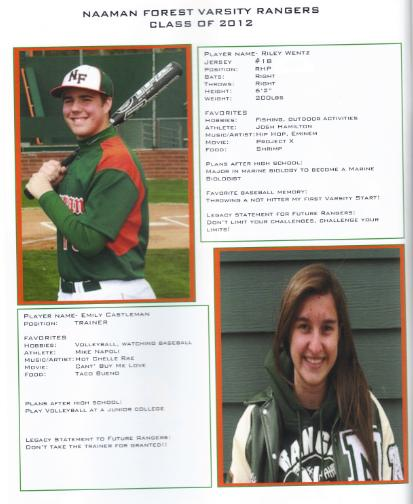 NAAMAN FOREST VARSITY RANGERS
CLASS OF 2012
NF
PLAYER NAME- RILEY WENTZ
JERSEY #18
POSITION: RHP
BATS: RIGHT
THROWS: RIGHT
HEIGHT: 6'2"
WEIGHT: 200LBS
FAVORITES
HOBBIES: FISHING, OUTDOOR ACTIVITIES
ATHLETE: JOSH HAMILTON
MUSIC/ARTIST: HIP HOP, EMINEM
MOVIE: PROJECT X
FOOD: SHRIMP
PLANS AFTER HIGH SCHOOL:
MAJOR IN MARINE BIOLOGY TO BECOME A MARINE
BIOLOGIST
FAVORITE BASEBALL MEMORY:
THROWING A NOT HITTER MY FIRST VARSITY START!
LEGACY STATEMENT FOR FUTURE RANGERS:
DON'T LIMIT YOUR CHALLENGES, CHALLENGE YOUR
LIMITS!
PLAYER NAME- EMILY CASTLEMAN
POSITION: TRAINER
FAVORITES
HOBBIES: VOLLEYBALL, WATCHING BASEBALL
ATHLETE: MIKE NAPOLI
MUSIC/ARTIST: HOT CHELLE RAE
MOVIE: CANT' BUY ME LOVE
FOOD: TACO BUENO
PLANS AFTER HIGH SCHOOL:
PLAY VOLLEYBALL AT A JUNIOR COLLEGE
LEGACY STATEMENT TO FUTURE RANGERS:
DON'T TAKE THE TRAINER FOR GRANTED!!
N